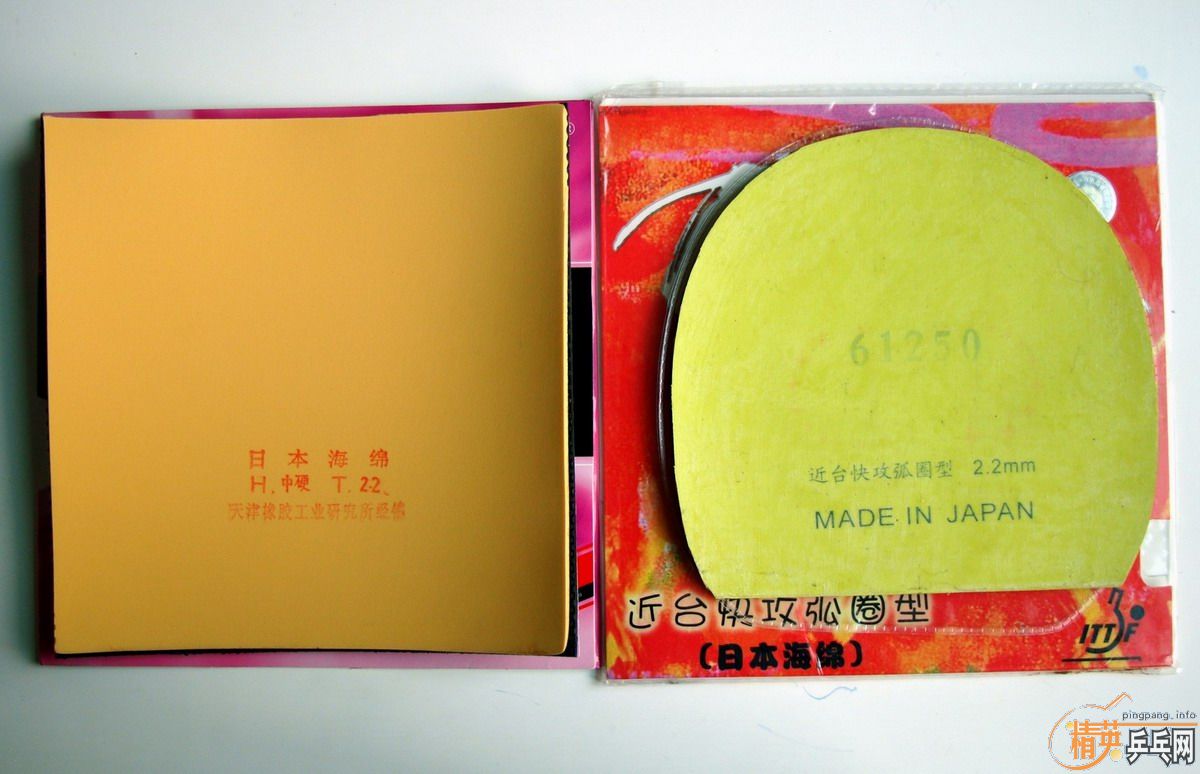 日本海绵
H.中硬 T.2.2、
天津橡胶工业研究所经销
61250
近台快攻弧圈型 2.2mm
MADE IN JAPAN
近台快攻弧圈型
(日本海绵)
ITTF
pingpang.info
精英乒乓网